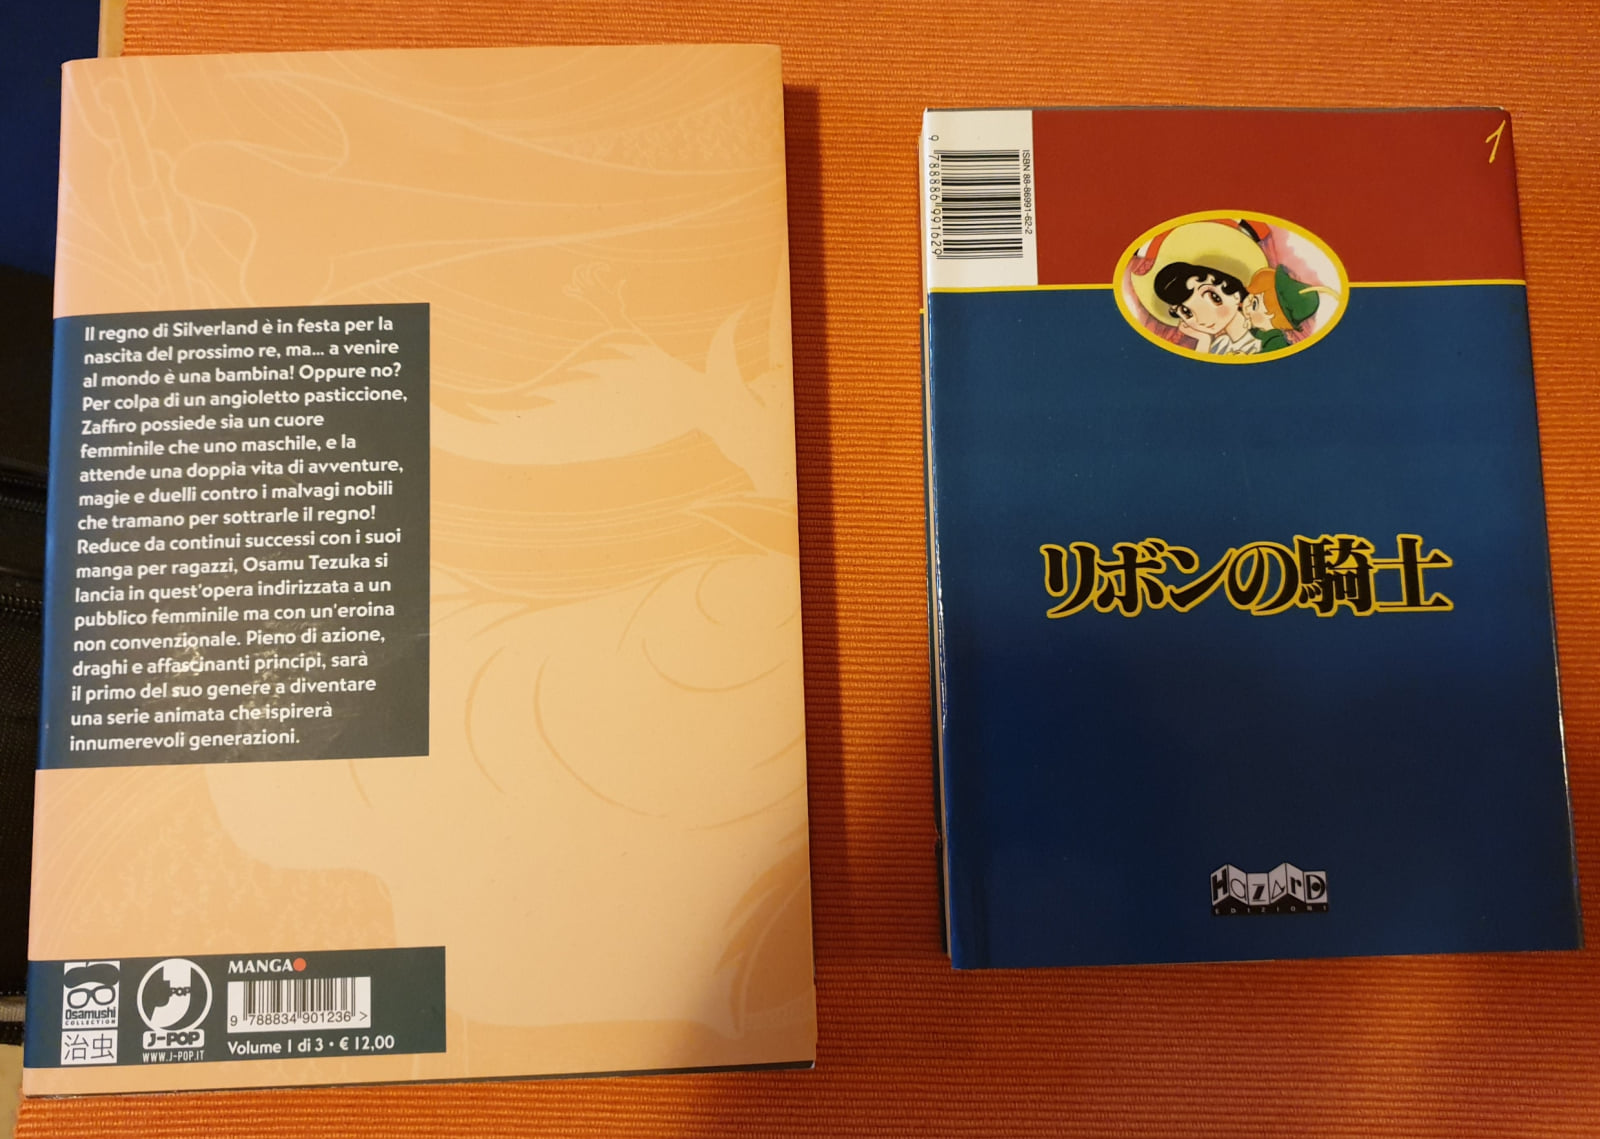 Il regno di Silverland è in festa per la
nascita del prossimo re, ma... a venire
al mondo è una bambina! Oppure no?
Per colpa di un angioletto pasticcione,
Zaffiro possiede sia un cuore
femminile che uno maschile, e la
attende una doppia vita di avventure,
magie e duelli contro i malvagi nobili
che tramano per sottrarle il regno!
Reduce da continui successi con i suoi
manga per ragazzi, Osamu Tezuka si
lancia in quest'opera indirizzata a un
pubblico femminile ma con un'eroina
non convenzionale. Pieno di azione,
draghi e affascinanti principi, sarà
il primo del suo genere a diventare
una serie animata che ispirerà
innumerevoli generazioni.
Osamushi
COLLECTION
治虫
J-POP
J-POP
WWW.J-POP.IT
MANGA
9 788834 901236 >
Volume 1 di 3 • € 12,00
ISBN 88-86991-62-2
9 788886 991629
1
リボンの騎士
HAZARD
EDIZIONI